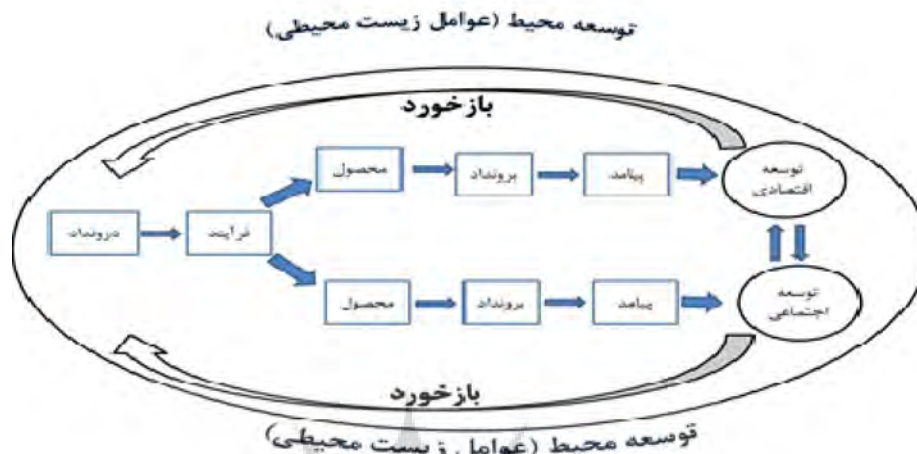 توسعه محیط (عوامل زیست محیطی)
بازخورد
محصول
برونداد
پیامد
توسعه
اقتصادی
درونداد
فرآیند
محصول
برونداد
پیامد
توسعه
اجتماعی
بازخورد
توسعه محیط (عوامل زیست محیطی)